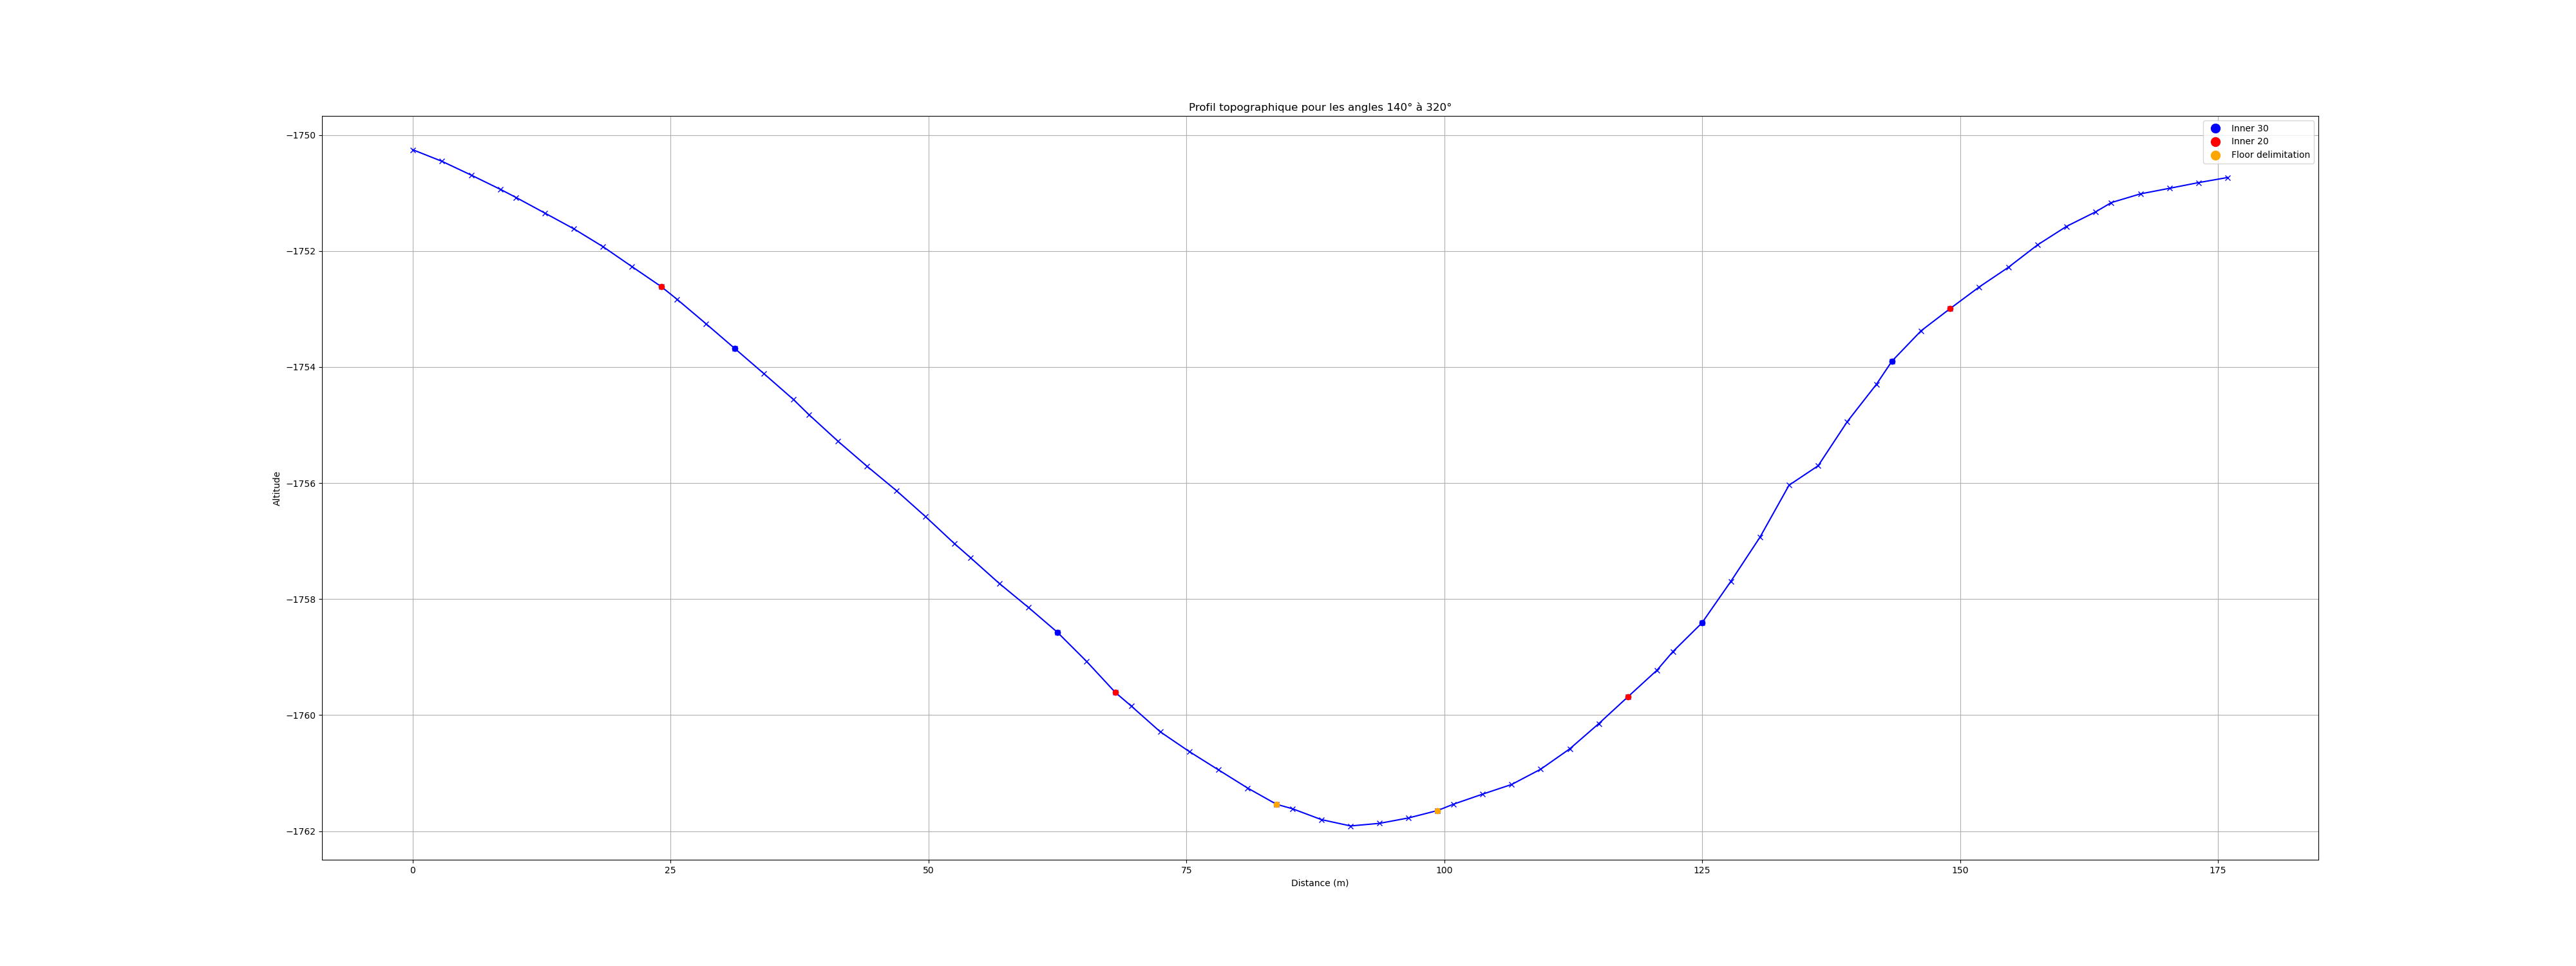 Profil topographique pour les angles 140° à 320°
Inner 30
Inner 20
Floor delimitation
Altitude
−1750
−1752
−1754
−1756
−1758
−1760
−1762
0 25 50 75 100 125 150 175
Distance (m)